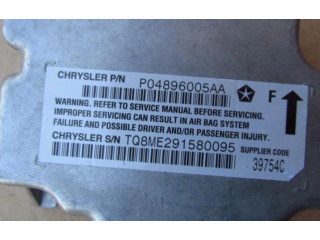 CHRYSLER P/N P04896005AA
F
WARNING. REFER TO SERVICE MANUAL BEFORE SERVICING.
IMPROPER SERVICING CAN RESULT IN AIR BAG SYSTEM
FAILURE AND POSSIBLE DRIVER AND/OR PASSENGER INJURY.
CHRYSLER S/N TQ8ME291580095 SUPPLIER CODE
39754C